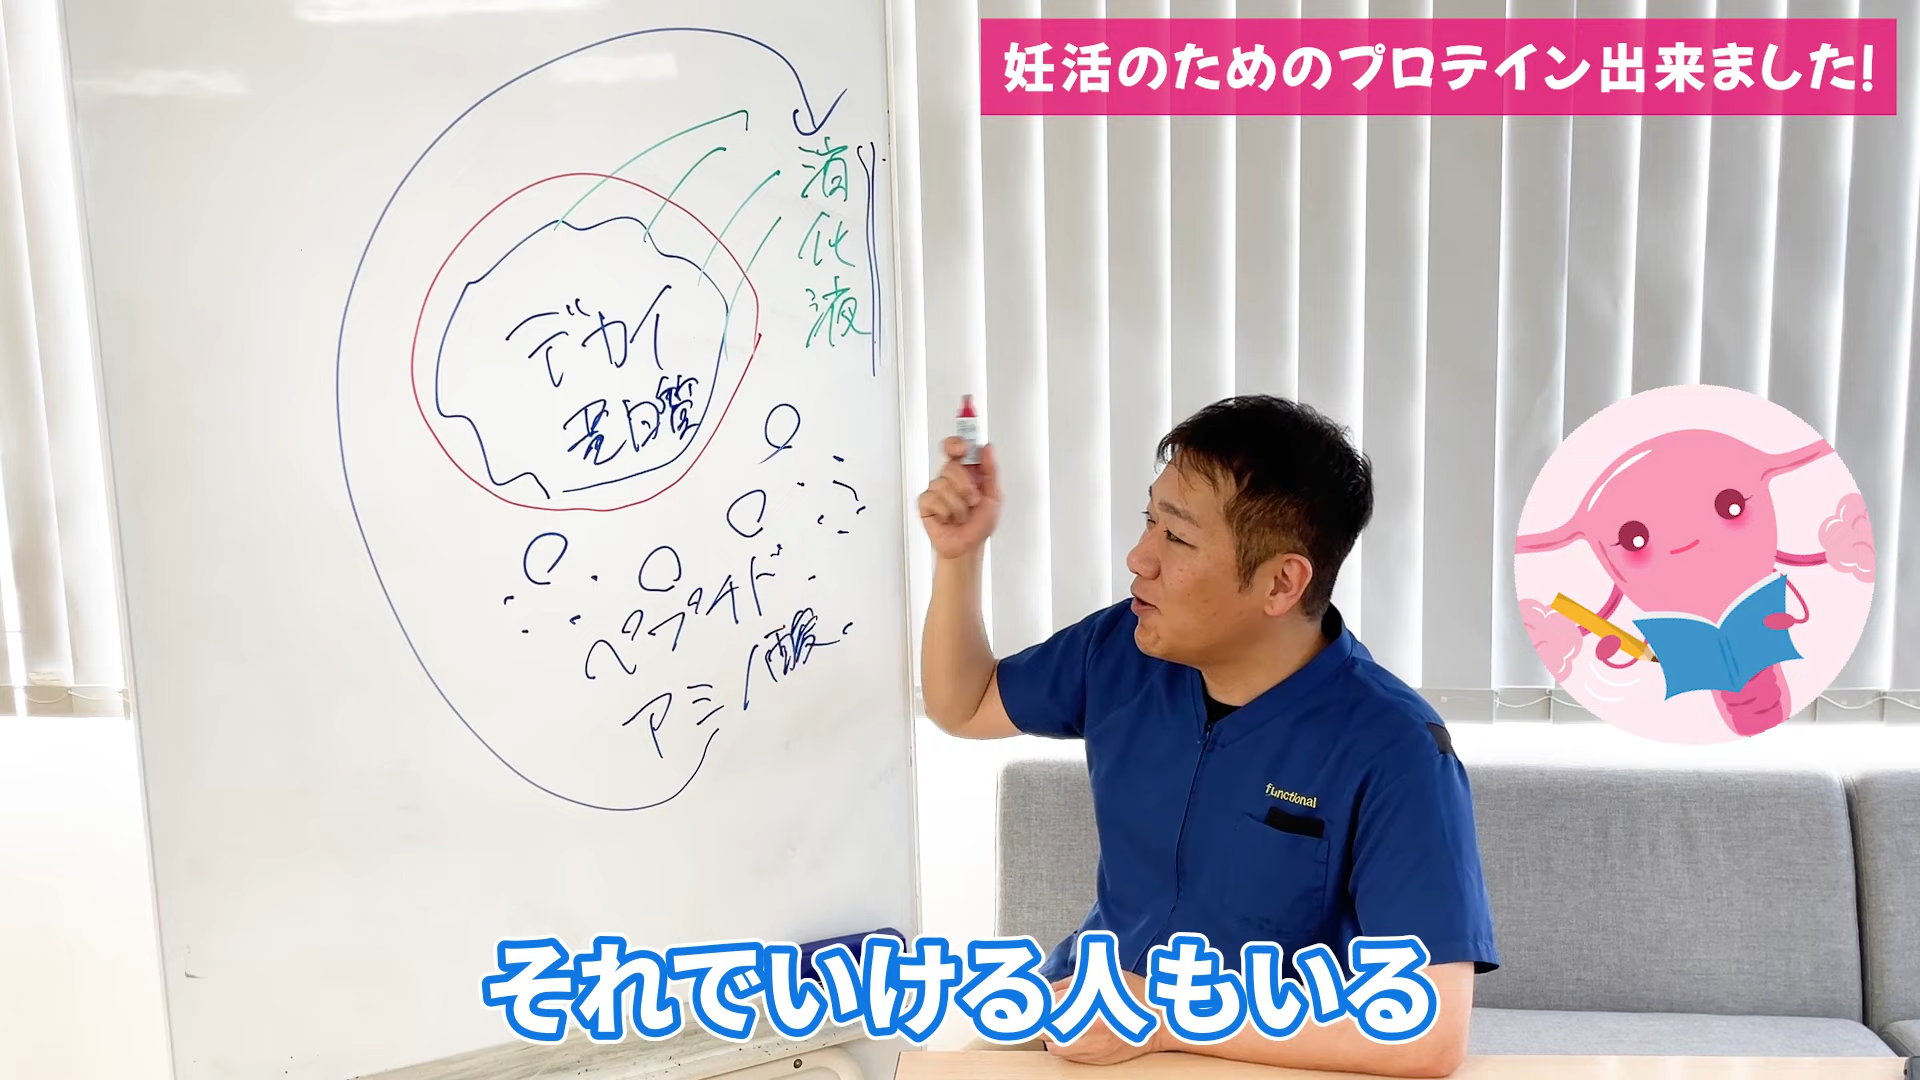 妊活のためのプロテイン出来ました!
消化液
デカイ
蛋白質
ペプチド
アミノ酸
functional
それでいける人もいる